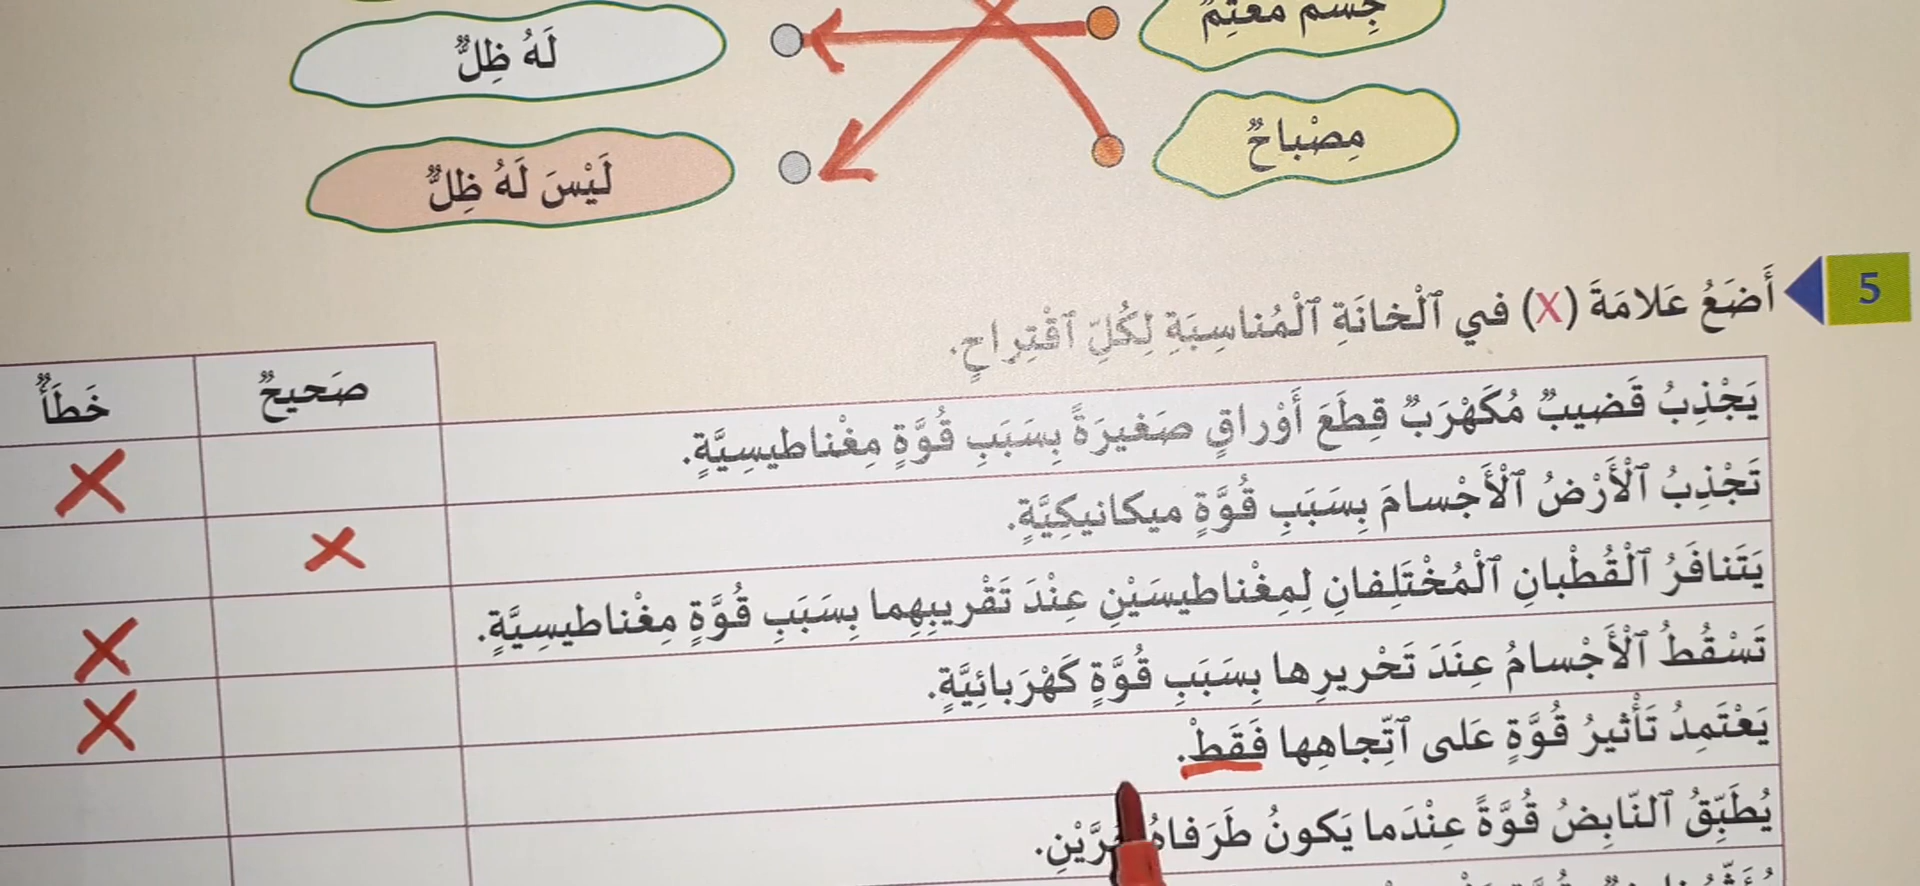 جِسْم مُعْتِم
لَهُ ظِلٌّ
مِصْباحٌ
لَيْسَ لَهُ ظِلٌّ
5
أَضَعُ عَلامَةَ (X) في ٱلْخانَةِ ٱلْمُناسِبَةِ لِكُلِّ ٱقْتِراحٍ.
صَحيحٌ
خَطَأٌ
يَجْذِبُ قَضيبٌ مُكَهْرَبٌ قِطَعَ أَوْراقٍ صَغيرَةً بِسَبَبِ قُوَّةٍ مِغْناطيسِيَّةٍ.
تَجْذِبُ ٱلْأَرْضُ ٱلْأَجْسامَ بِسَبَبِ قُوَّةٍ ميكانيكِيَّةٍ.
يَتَنافَرُ ٱلْقُطْبانِ ٱلْمُخْتَلِفانِ لِمِغْناطيسَيْنِ عِنْدَ تَقْريبِهِما بِسَبَبِ قُوَّةٍ مِغْناطيسِيَّةٍ.
تَسْقُطُ ٱلْأَجْسامُ عِنَدَ تَحْريرِها بِسَبَبِ قُوَّةٍ كَهْرَبائِيَّةٍ.
يَعْتَمِدُ تَأْثيرُ قُوَّةٍ عَلى ٱتِّجاهِها فَقَطْ.
يُطَبِّقُ ٱلنّابِضُ قُوَّةً عِنْدَما يَكونُ طَرَفاهُ